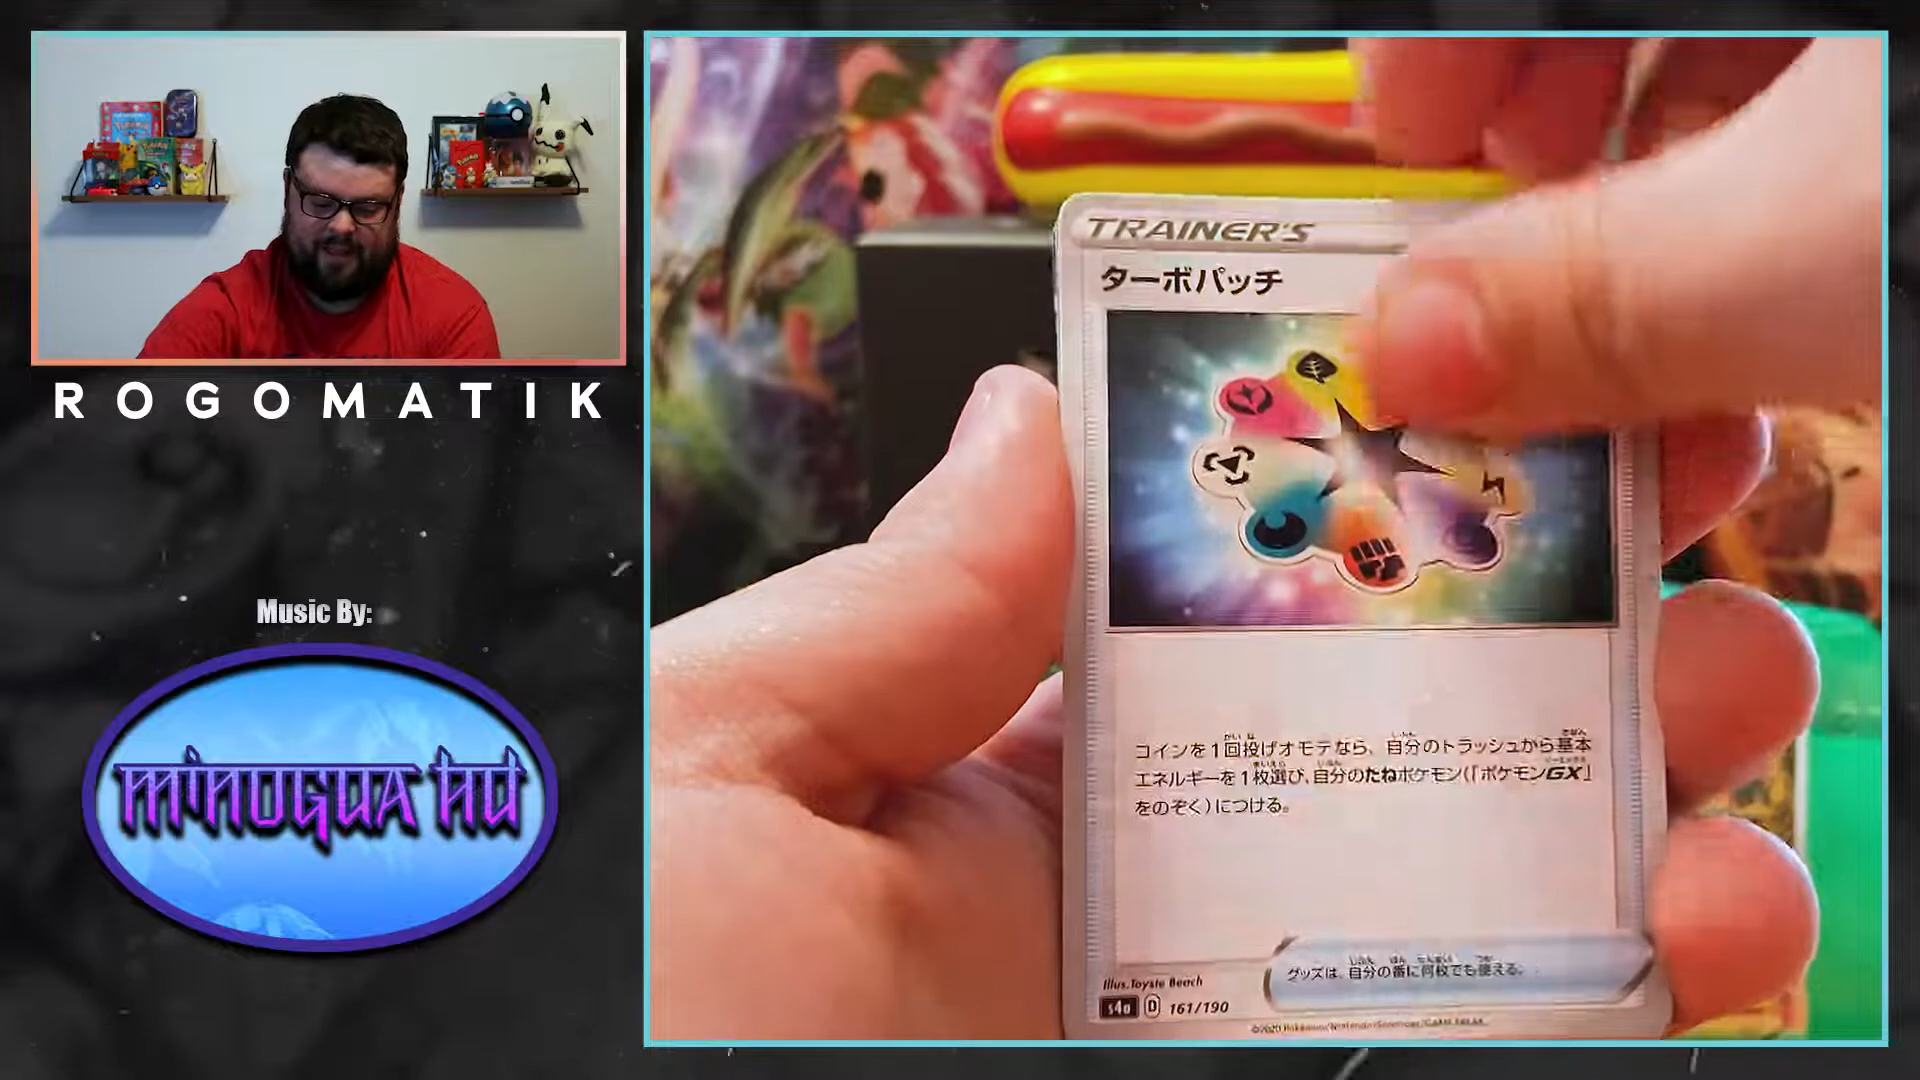 ROGOMATIK
Music By:
MINOGUA HD
TRAINER'S
ターボパッチ
コインを1回投げオモテなら、自分のトラッシュから基本
エネルギーを1枚選び、自分のたねポケモン(「ポケモンGX」
をのぞく)につける。
グッズは、自分の番に何枚でも使える。
Illus.Toyste Beach
s4a D 161/190